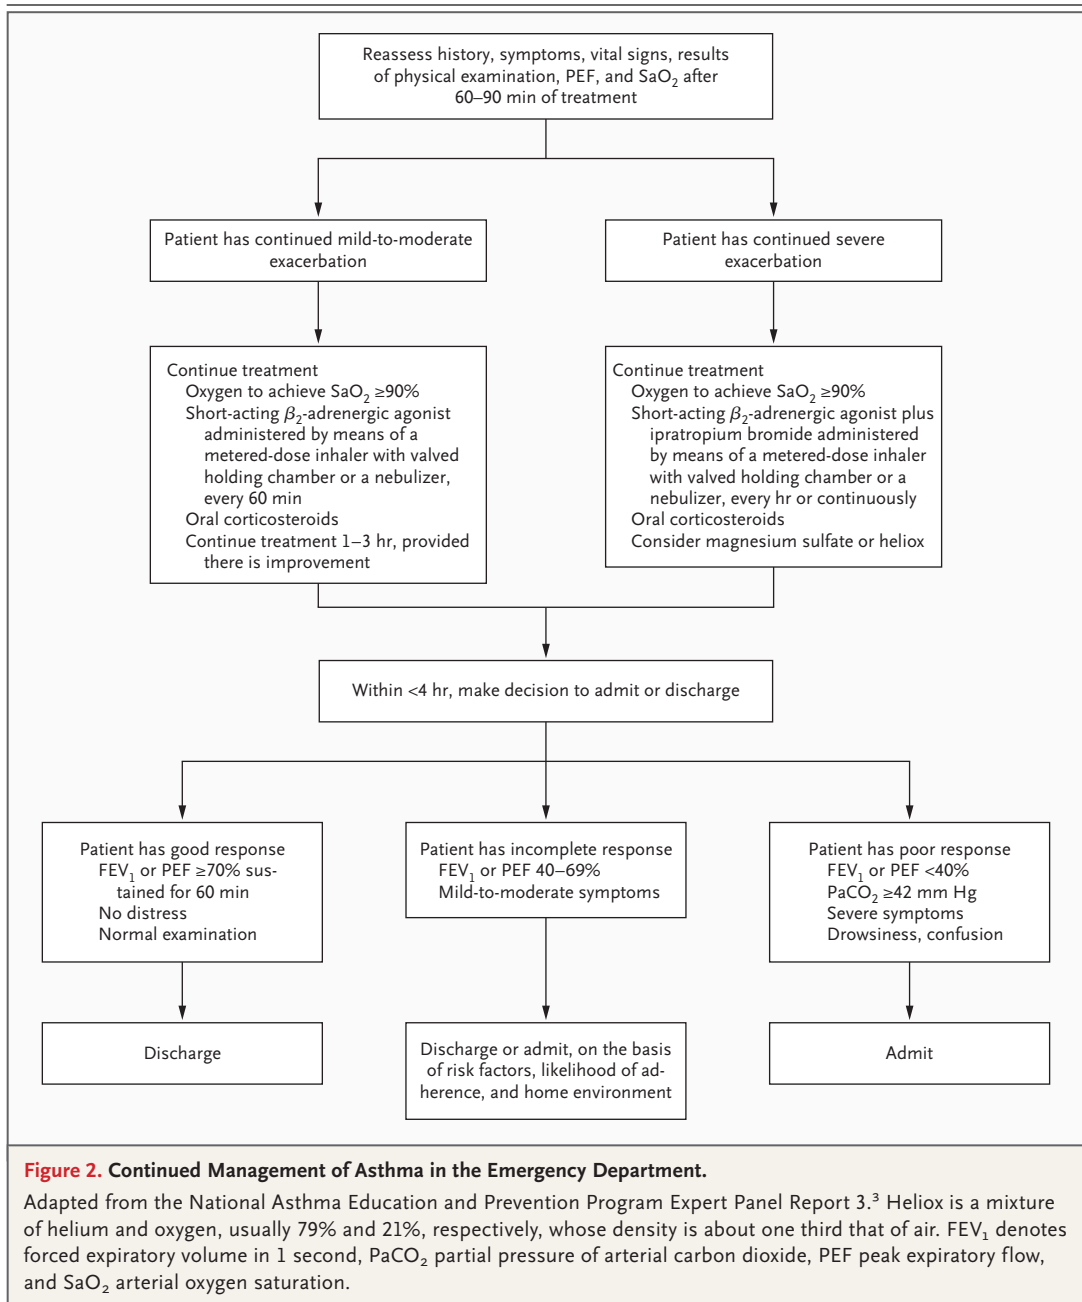 Reassess history, symptoms, vital signs, results
of physical examination, PEF, and SaO₂ after
60–90 min of treatment
Patient has continued mild-to-moderate
exacerbation
Patient has continued severe
exacerbation
Continue treatment
Oxygen to achieve SaO₂ ≥90%
Short-acting β₂-adrenergic agonist
administered by means of a
metered-dose inhaler with valved
holding chamber or a nebulizer,
every 60 min
Oral corticosteroids
Continue treatment 1–3 hr, provided
there is improvement
Continue treatment
Oxygen to achieve SaO₂ ≥90%
Short-acting β₂-adrenergic agonist plus
ipratropium bromide administered
by means of a metered-dose inhaler
with valved holding chamber or a
nebulizer, every hr or continuously
Oral corticosteroids
Consider magnesium sulfate or heliox
Within <4 hr, make decision to admit or discharge
Patient has good response
FEV₁ or PEF ≥70% sus-
tained for 60 min
No distress
Normal examination
Patient has incomplete response
FEV₁ or PEF 40–69%
Mild-to-moderate symptoms
Patient has poor response
FEV₁ or PEF <40%
PaCO₂ ≥42 mm Hg
Severe symptoms
Drowsiness, confusion
Discharge
Discharge or admit, on the basis
of risk factors, likelihood of ad-
herence, and home environment
Admit
Figure 2. Continued Management of Asthma in the Emergency Department.
Adapted from the National Asthma Education and Prevention Program Expert Panel Report 3.³ Heliox is a mixture
of helium and oxygen, usually 79% and 21%, respectively, whose density is about one third that of air. FEV₁ denotes
forced expiratory volume in 1 second, PaCO₂ partial pressure of arterial carbon dioxide, PEF peak expiratory flow,
and SaO₂ arterial oxygen saturation.